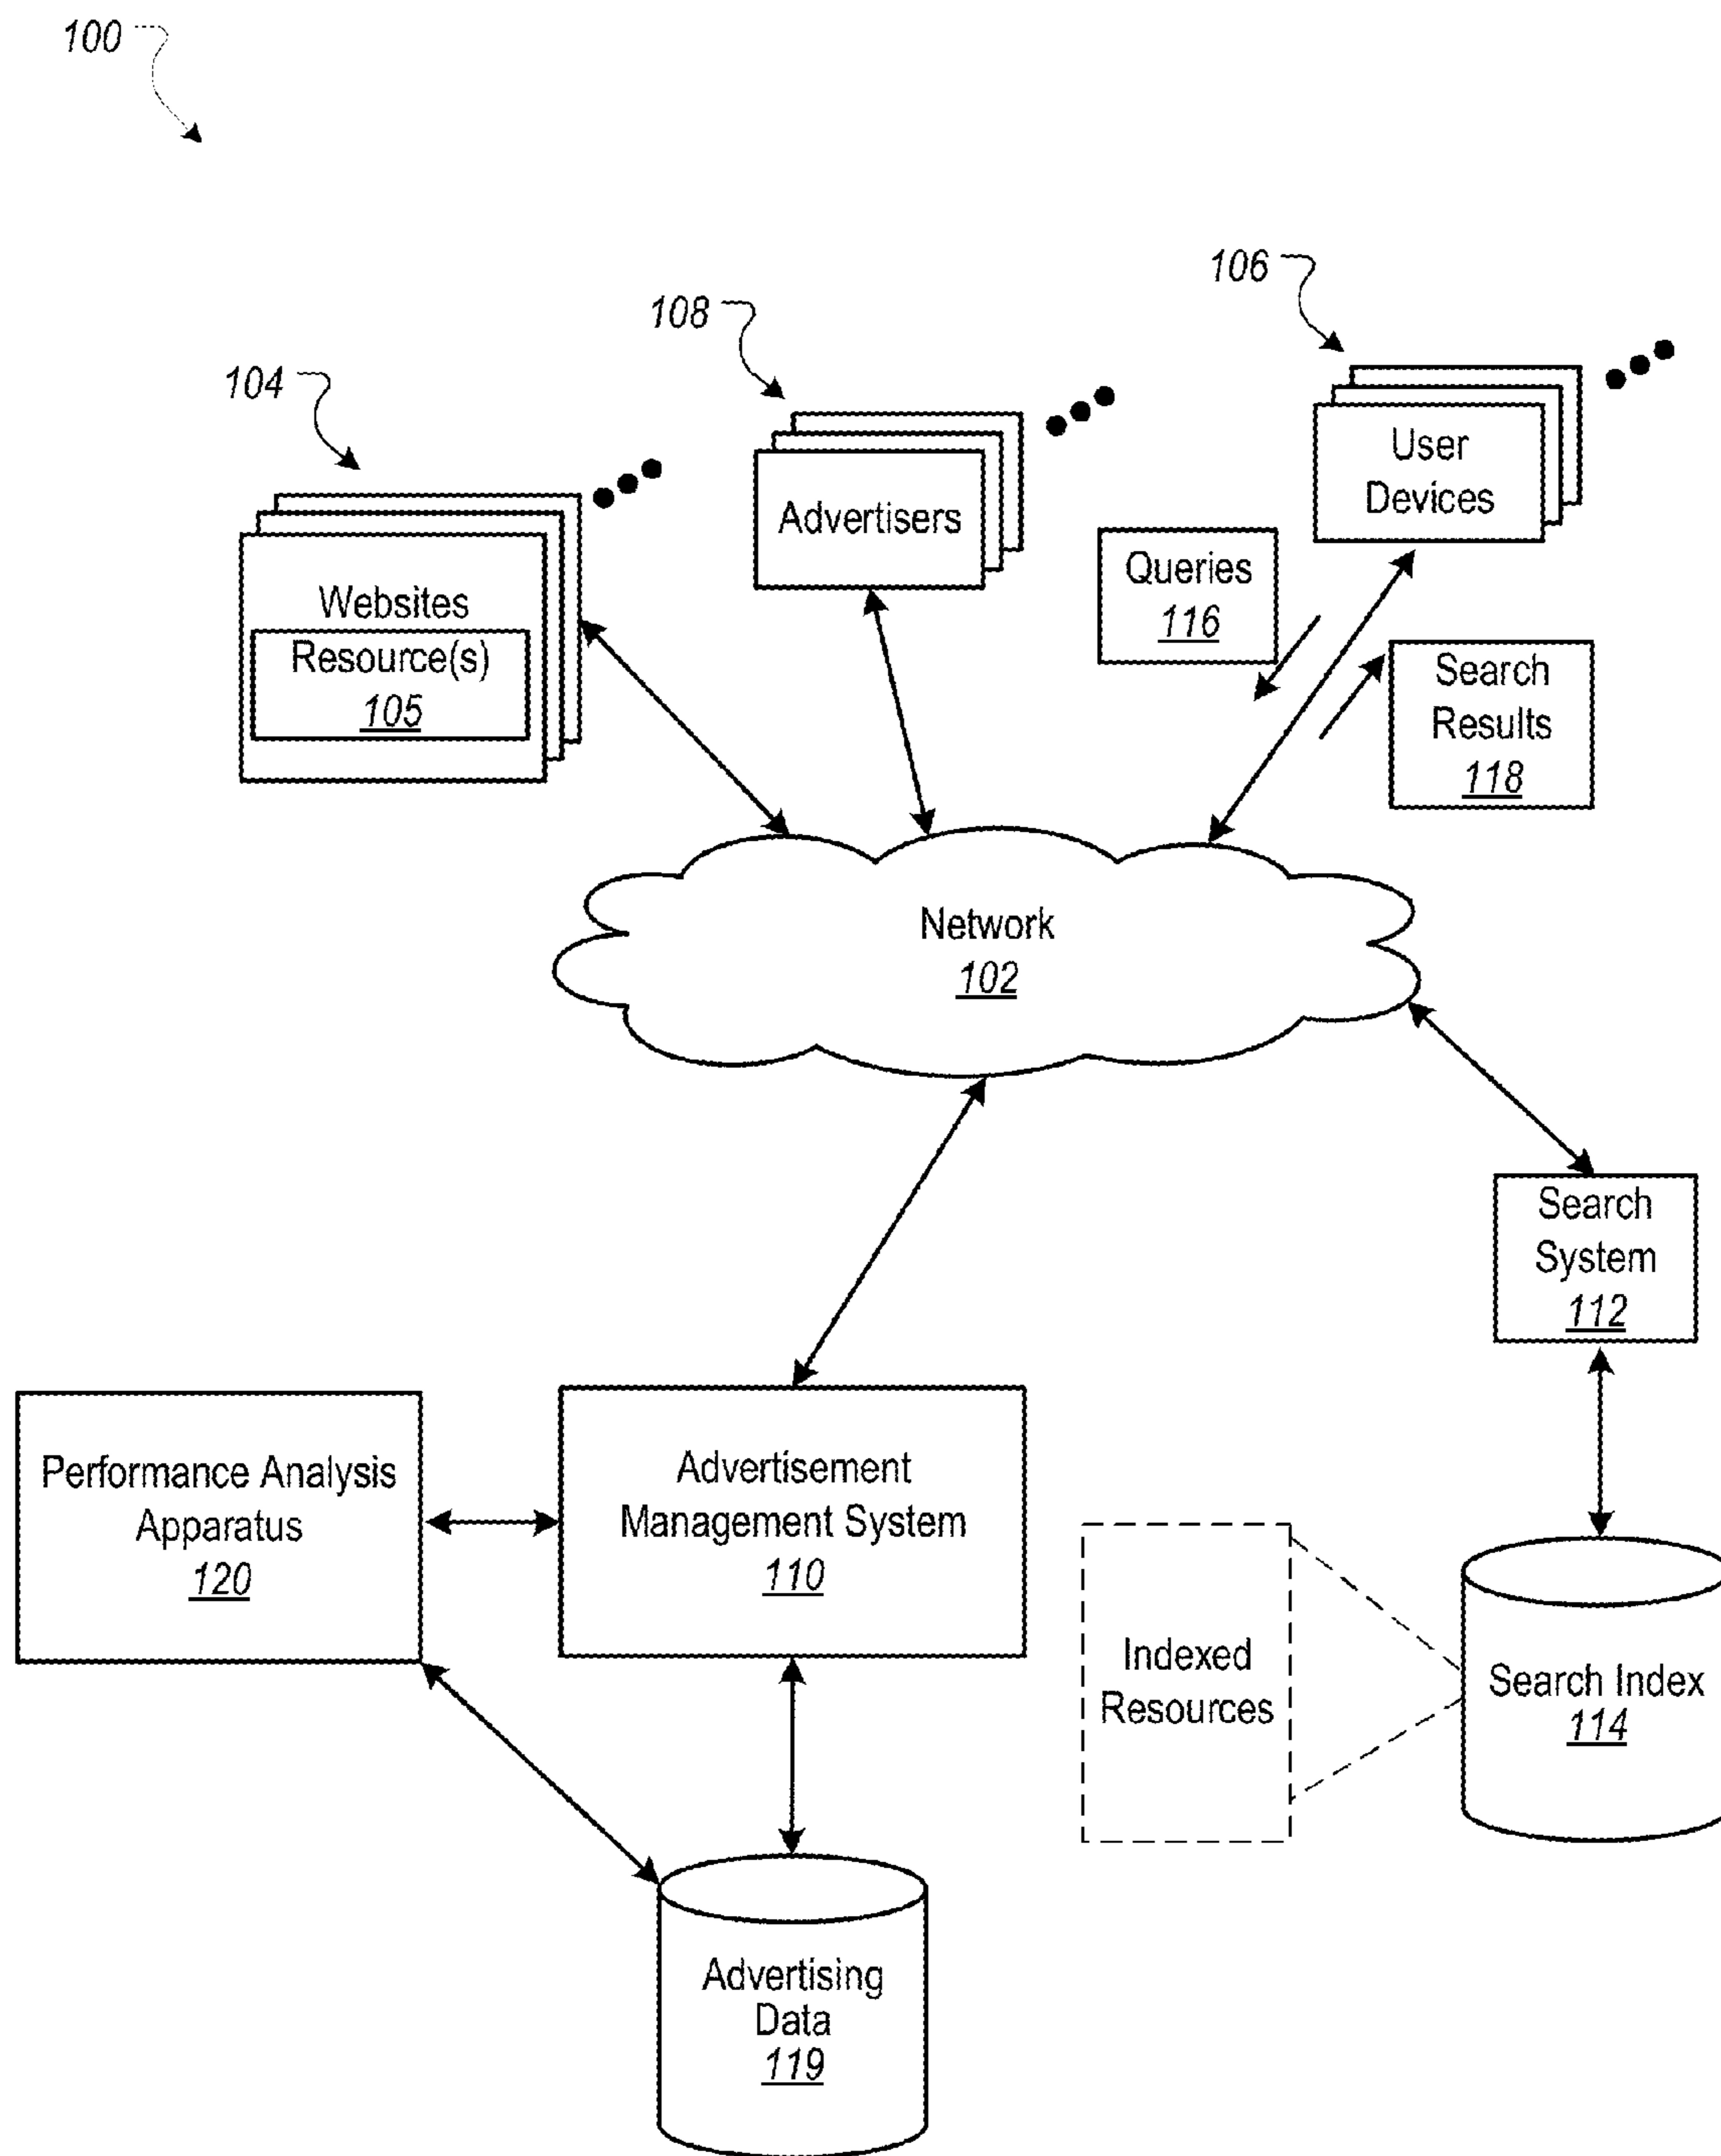 100
106
108
104
User
Devices
Advertisers
Queries
116
Websites
Resource(s)
105
Search
Results
118
Network
102
Search
System
112
Performance Analysis
Apparatus
120
Advertisement
Management System
110
Indexed
Resources
Search Index
114
Advertising
Data
119